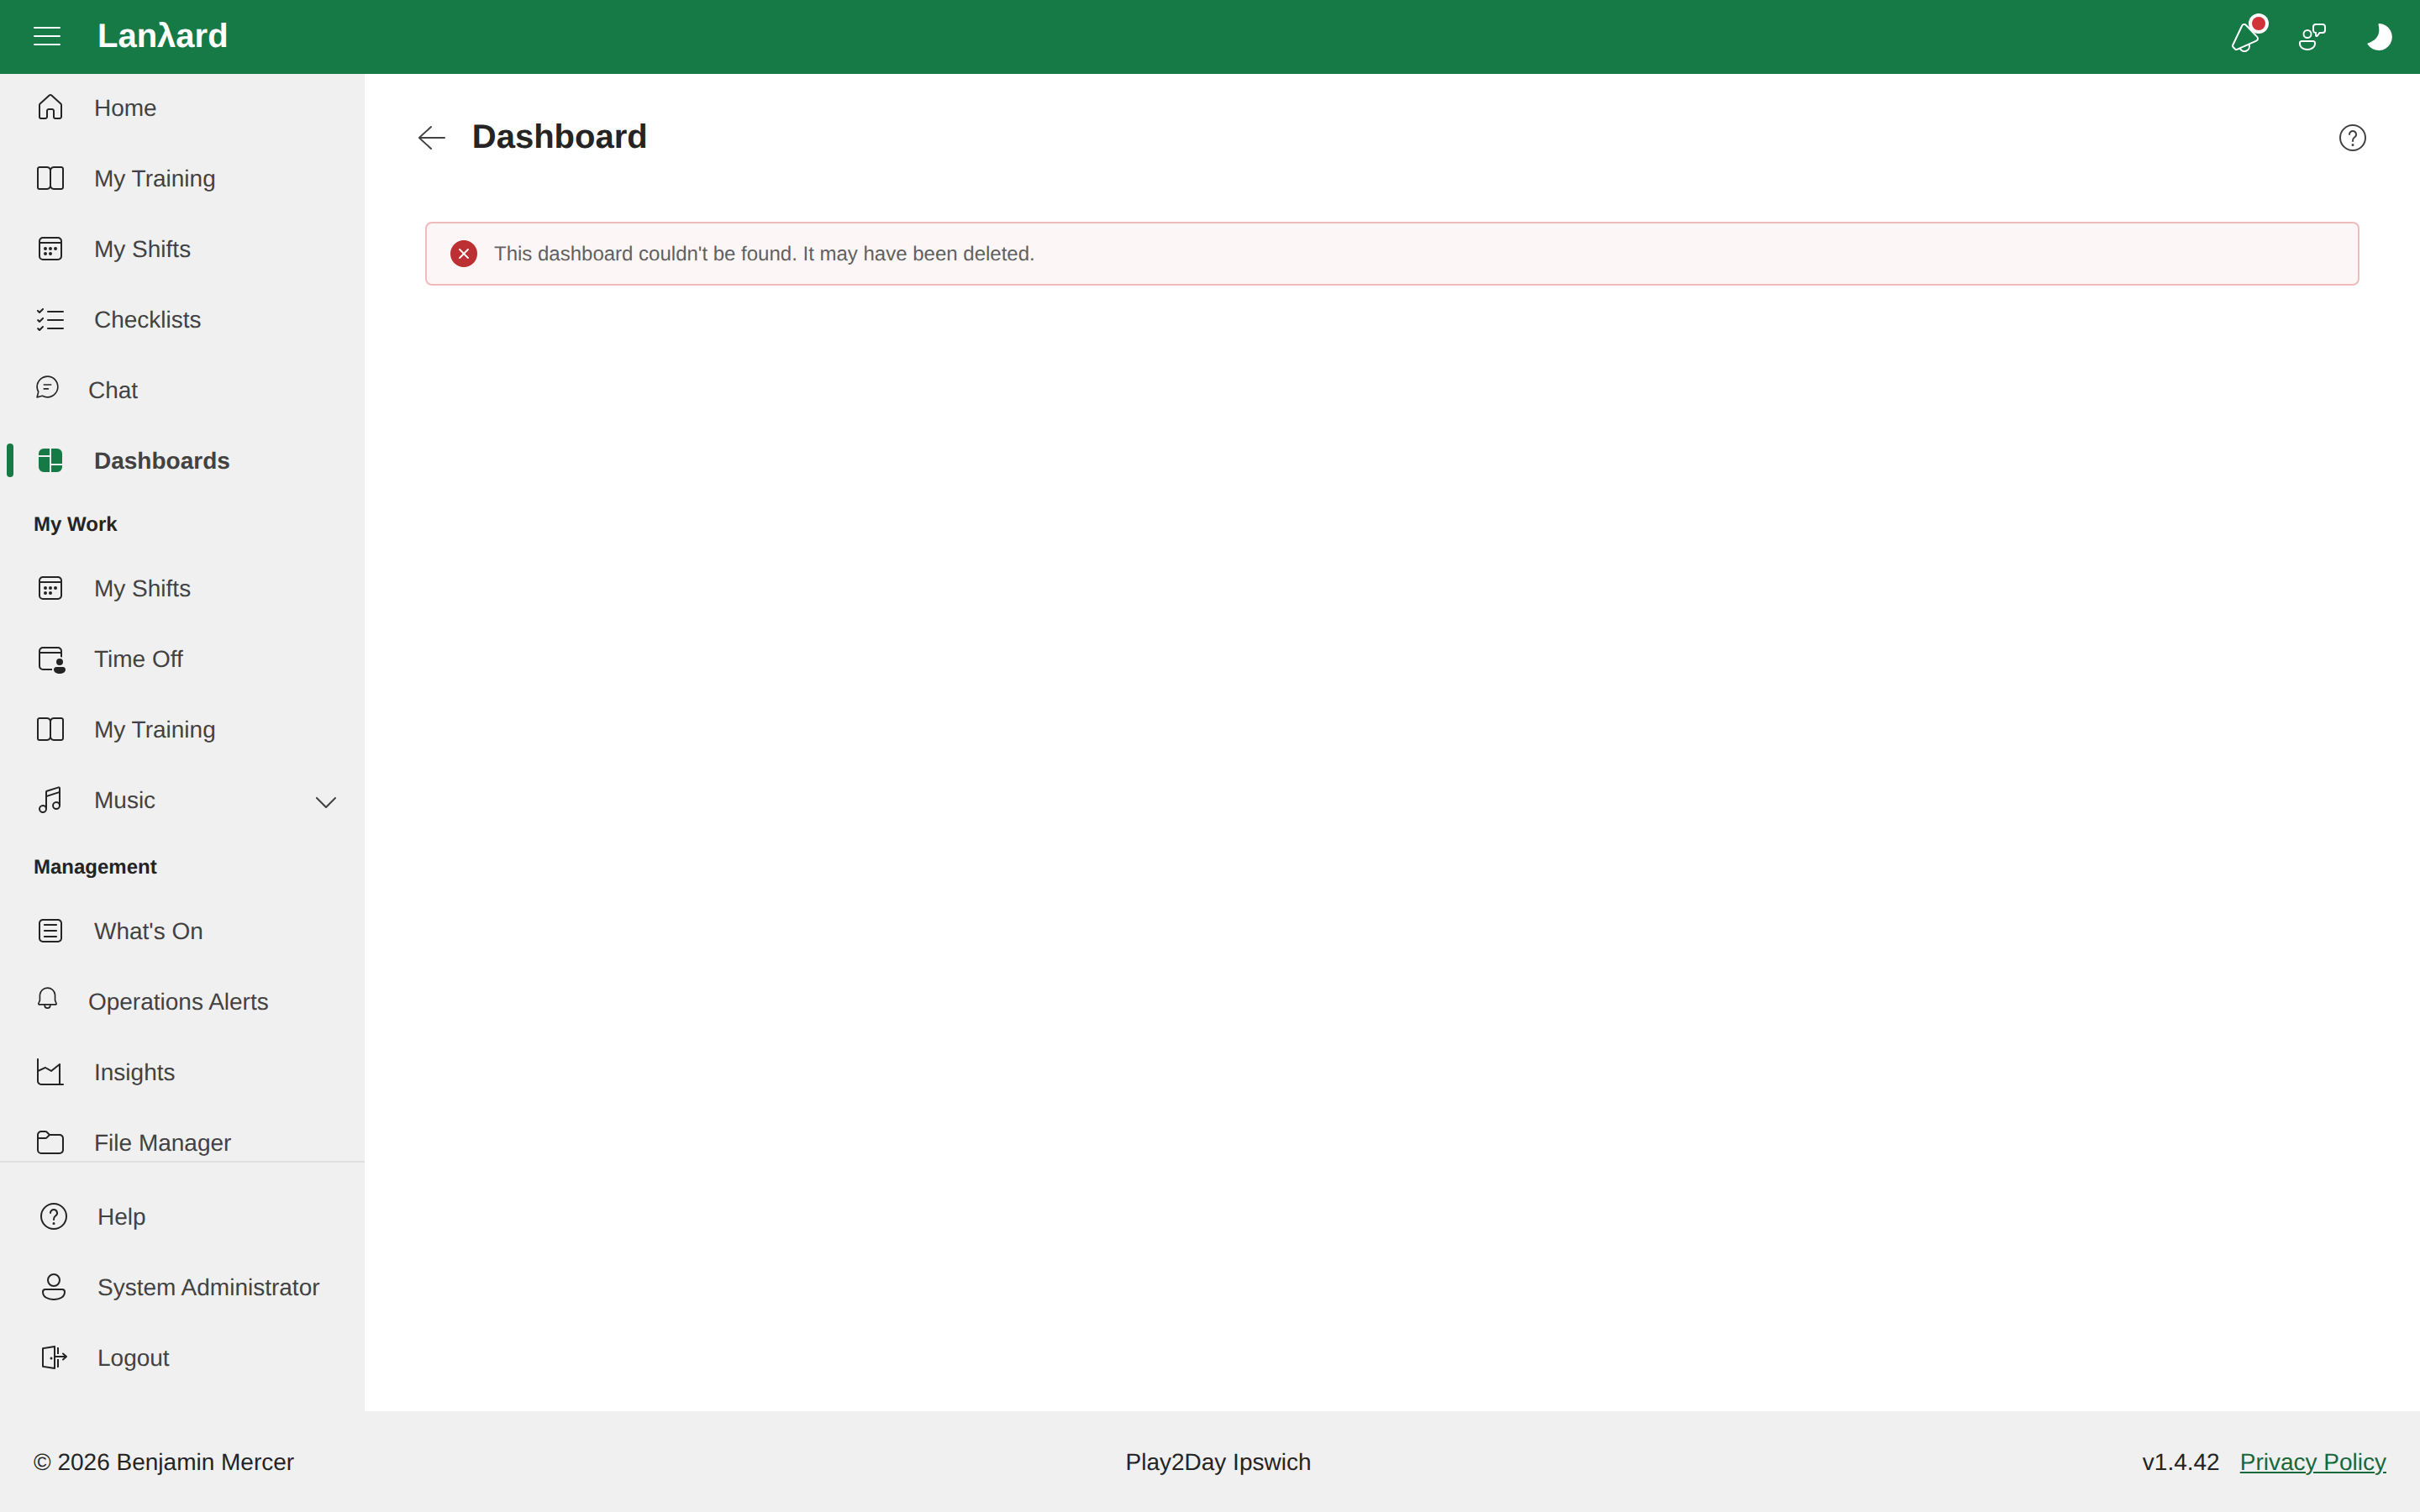 Lanλard
Home
My Training
My Shifts
Checklists
Chat
Dashboards
My Work
My Shifts
Time Off
My Training
Music
Management
What's On
Operations Alerts
Insights
File Manager
Help
System Administrator
Logout
Dashboard
This dashboard couldn't be found. It may have been deleted.
© 2026 Benjamin Mercer
Play2Day Ipswich
v1.4.42 Privacy Policy